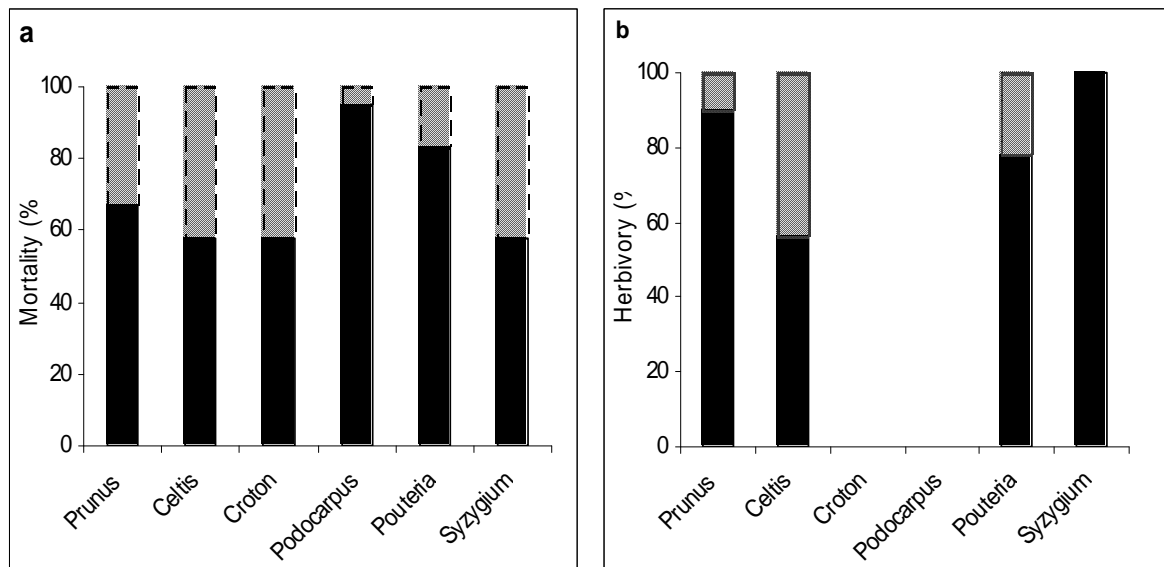 a
100
80
60
40
20
0
Mortality (%
Prunus
Celtis
Croton
Podocarpus
Pouteria
Syzygium
b
100
80
60
40
20
0
Herbivory (%
Prunus
Celtis
Croton
Podocarpus
Pouteria
Syzygium